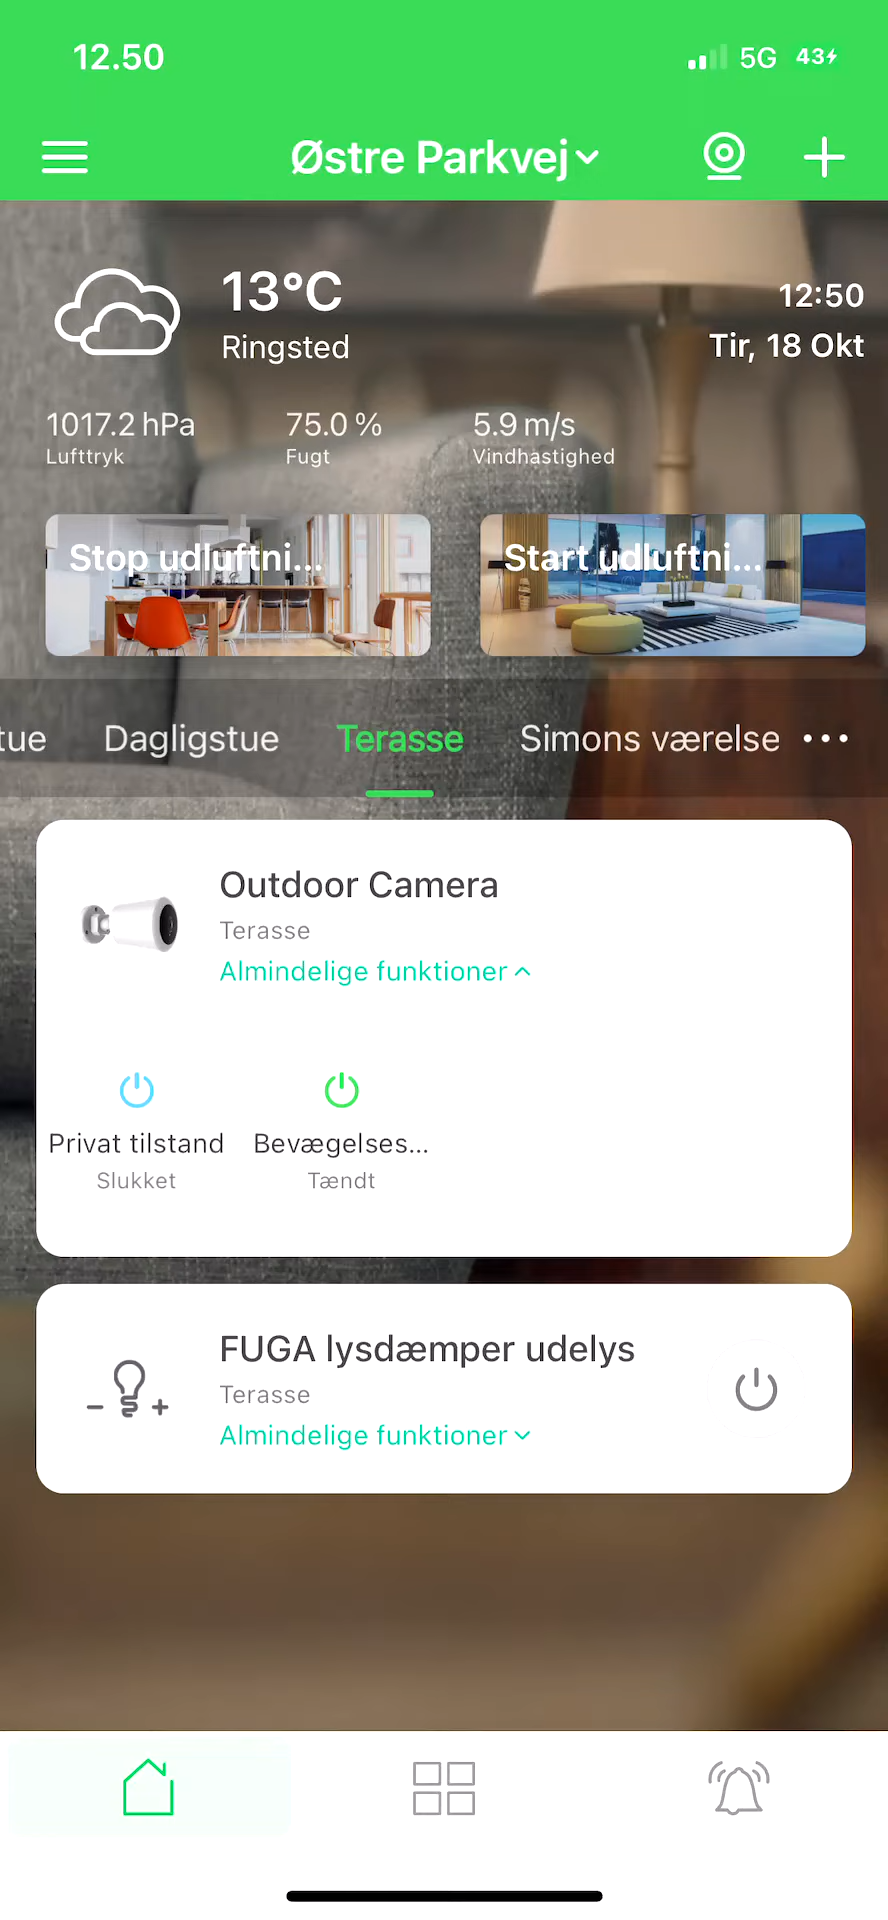 12.50
5G 43
Østre Parkvej
13°C
Ringsted
12:50
Tir, 18 Okt
1017.2 hPa
Lufttryk
75.0 %
Fugt
5.9 m/s
Vindhastighed
Stop udluftni...
Start udluftni...
tue Dagligstue Terasse Simons værelse
Outdoor Camera
Terasse
Almindelige funktioner
Privat tilstand
Slukket
Bevægelses...
Tændt
FUGA lysdæmper udelys
Terasse
Almindelige funktioner